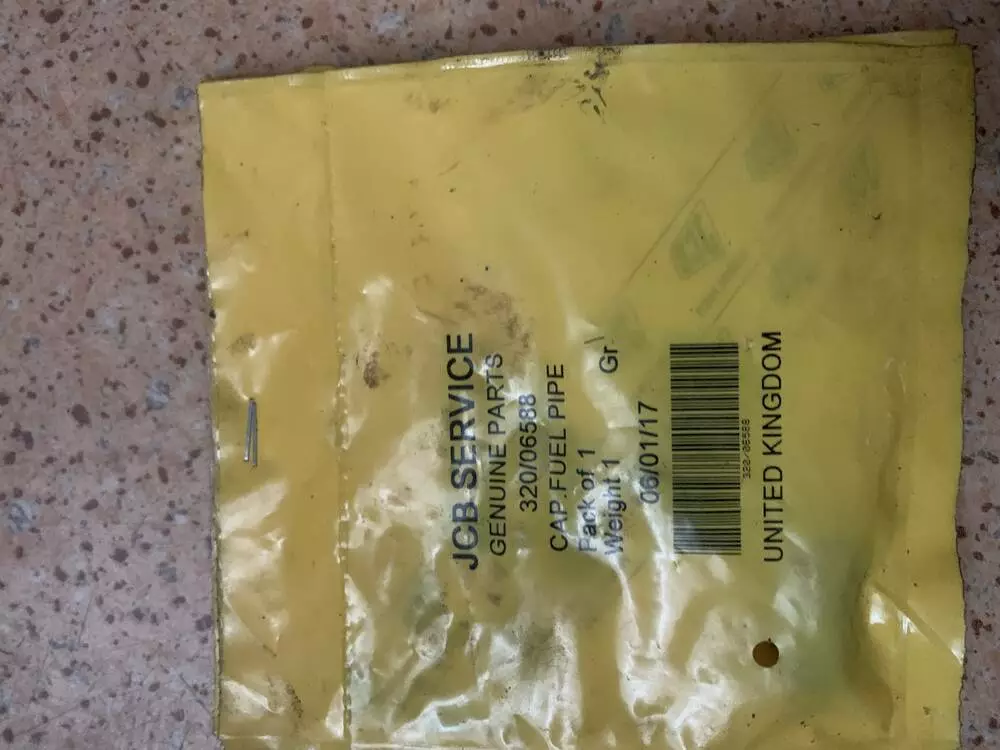 JCB SERVICE
GENUINE PARTS
320/06588
CAP.FUEL PIPE
Pack of 1
Weight 1 Gr
06/01/17
320/06588
UNITED KINGDOM